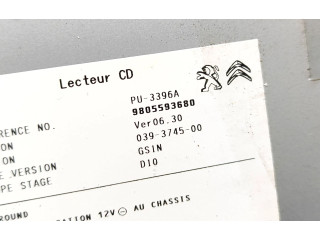 Lecteur CD
PU-3396A
RENCE NO. 9805593680
ON Ver06.30
ON 039-3745-00
VERSION GSIN
PE STAGE D10
ROUND
ATION 12V AU CHASSIS